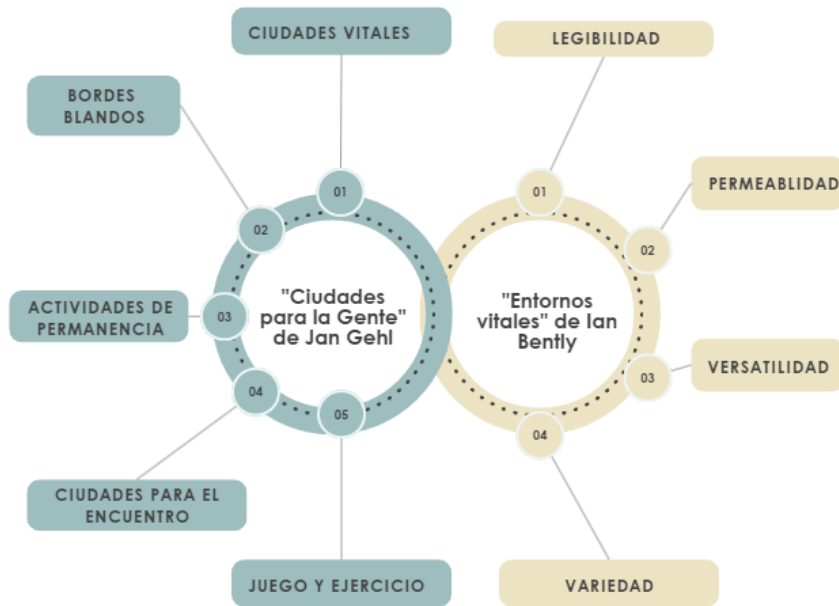 CIUDADES VITALES
BORDES
BLANDOS
ACTIVIDADES DE
PERMANENCIA
CIUDADES PARA EL
ENCUENTRO
JUEGO Y EJERCICIO
01
02
03
04
05
"Ciudades
para la Gente"
de Jan Gehl
LEGIBILIDAD
PERMEABLIDAD
VERSATILIDAD
VARIEDAD
01
02
03
04
"Entornos
vitales" de Ian
Bently